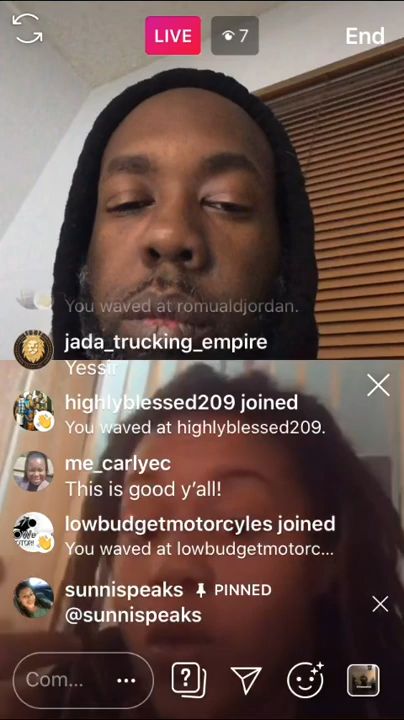 LIVE
7
End
You waved at romualdjordan.
jada_trucking_empire
Yessir
highlyblessed209 joined
You waved at highlyblessed209.
me_carlyec
This is good y'all!
lowbudgetmotorcyles joined
You waved at lowbudgetmotorc...
sunnispeaks PINNED
@sunnispeaks
Com... •••
?